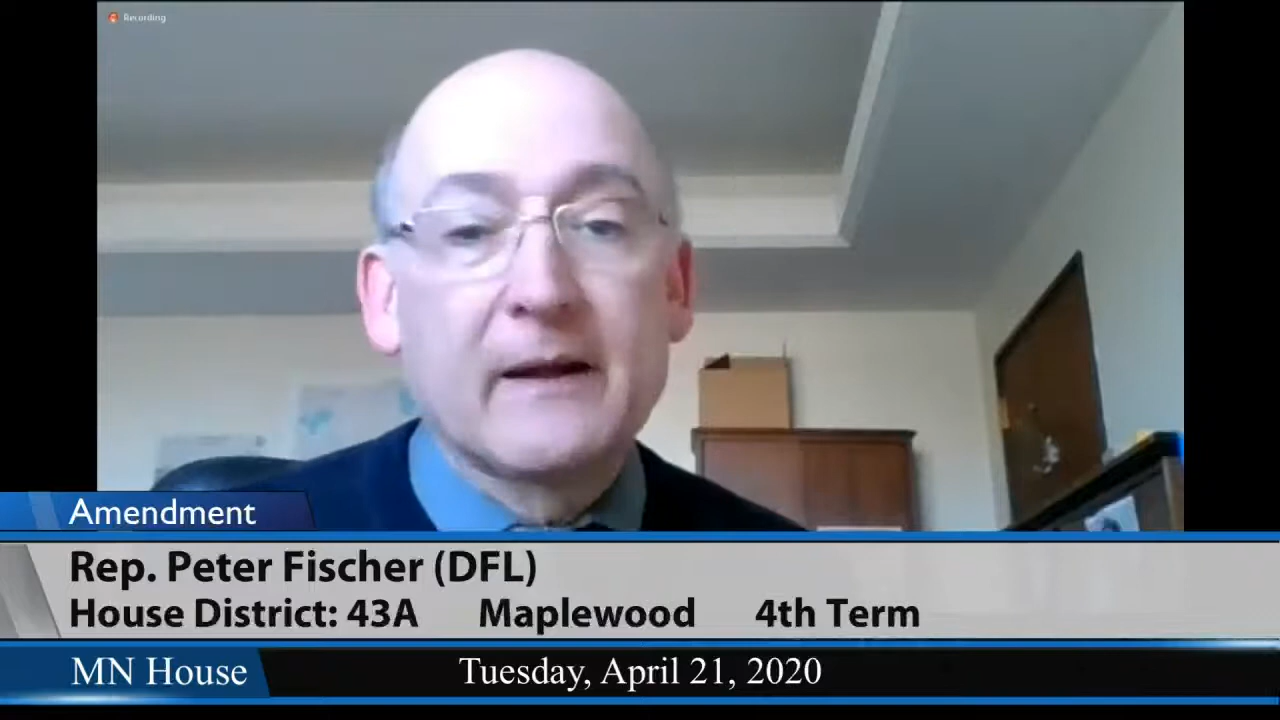 Recording
Amendment
Rep. Peter Fischer (DFL)
House District: 43A Maplewood 4th Term
MN House Tuesday, April 21, 2020